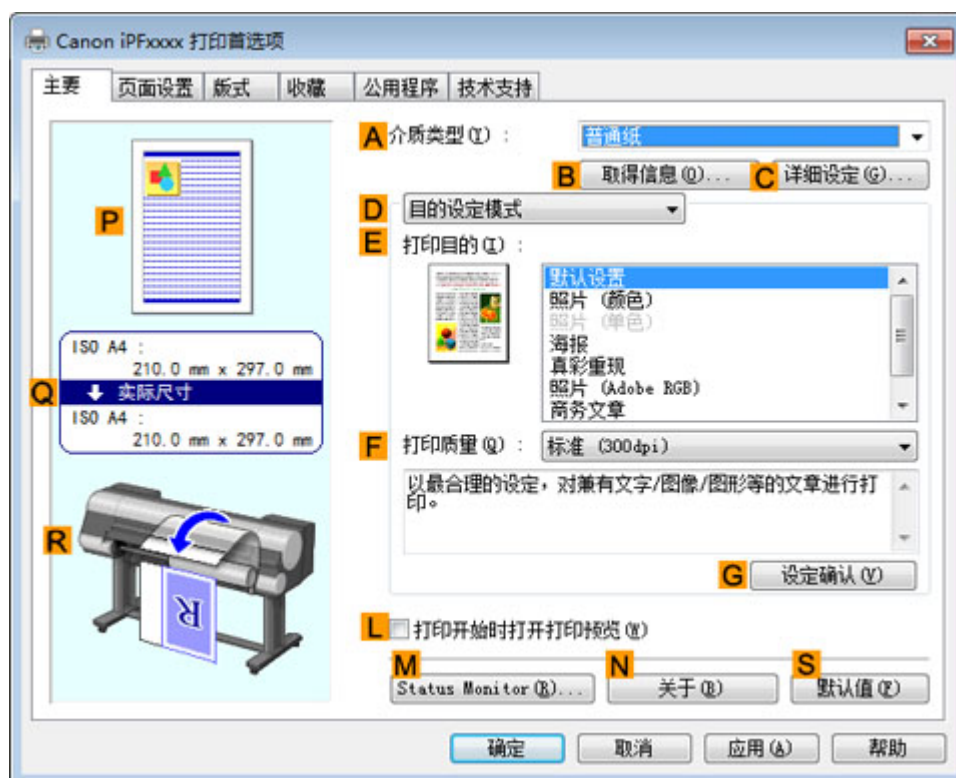 Canon iPFxxxx 打印首选项
主要 页面设置 版式 收藏 公用程序 技术支持
A 介质类型(Y) : 普通纸
B 取得信息(O)... C 详细设定(G)...
D 目的设定模式
E 打印目的(I) :
默认设置
照片 (颜色)
照片 (单色)
海报
真彩重现
照片 (Adobe RGB)
商务文章
F 打印质量(Q) : 标准 (300dpi)
以最合理的设定，对兼有文字/图像/图形等的文章进行打
印。
G 设定确认(V)
P
ISO A4 :
210.0 mm x 297.0 mm
Q 实际尺寸
ISO A4 :
210.0 mm x 297.0 mm
R
R
L 打印开始时打开打印预览(W)
M N S
Status Monitor(R)... 关于(B) 默认值(F)
确定 取消 应用(A) 帮助